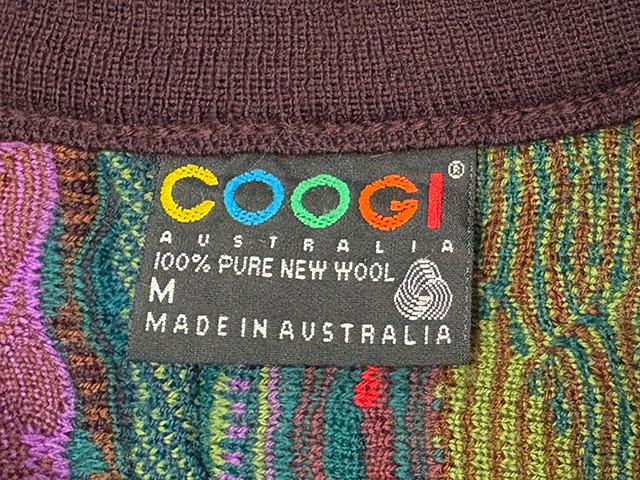 COOGI®
AUSTRALIA
100% PURE NEW WOOL
M
MADE IN AUSTRALIA